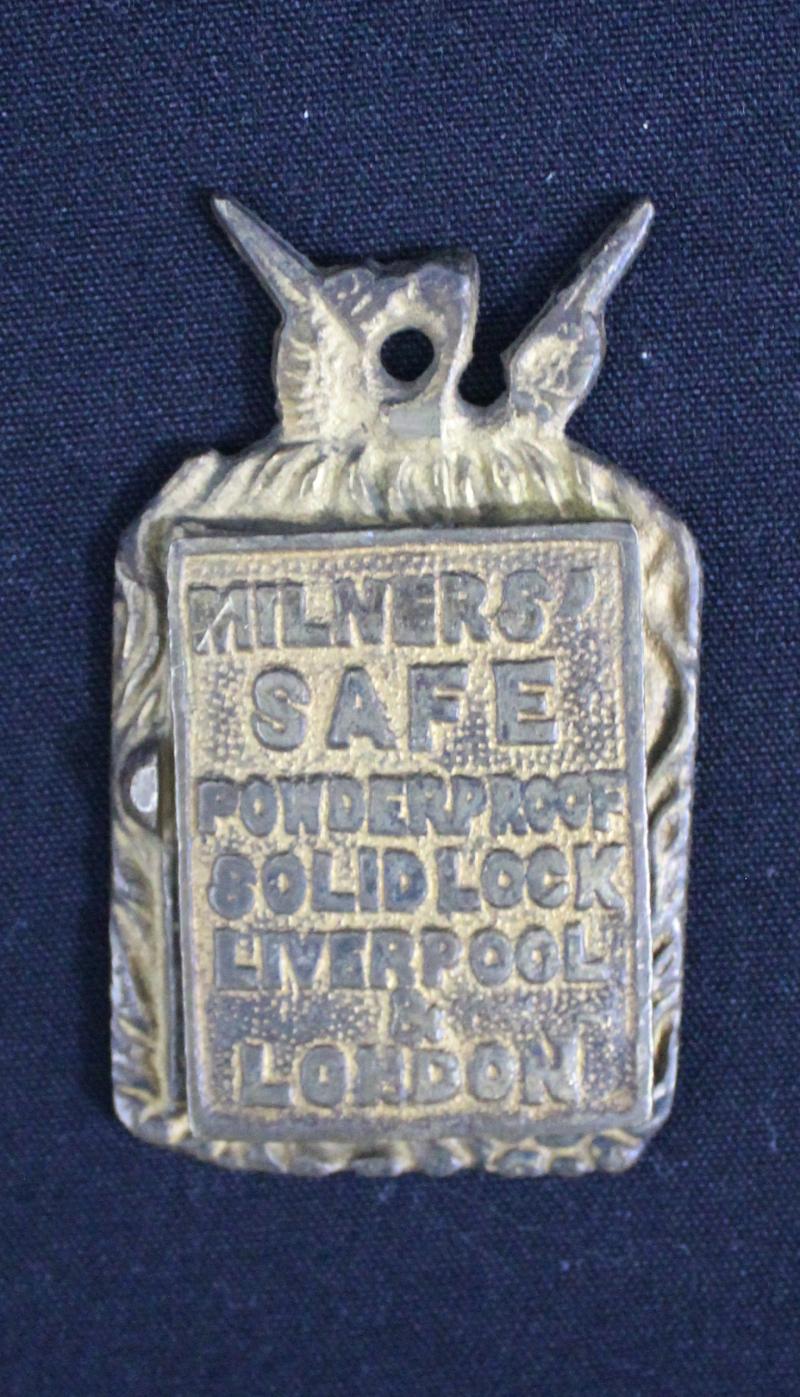 MILNERS'
SAFE
POWDERPROOF
SOLID LOCK
LIVERPOOL
&
LONDON